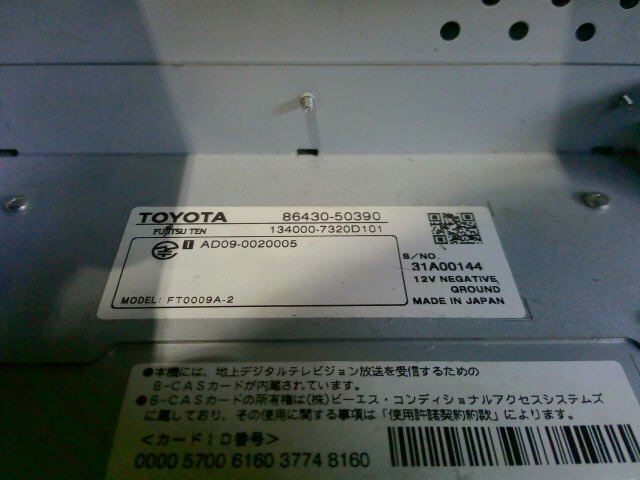 TOYOTA 86430-50390
FUJITSU TEN 134000-7320D101
I AD09-0020005
S/NO.
31A00144
12V NEGATIVE
GROUND
MODEL: FT0009A-2 MADE IN JAPAN
●本機には、地上デジタルテレビジョン放送を受信するための
B-CASカードが内蔵されています。
●B-CASカードの所有権は(株)ビーエス・コンディショナルアクセスシステムズ
に属しており、その使用に関する事項は「使用許諾契約約款」によります。
<カードID番号>
0000 5700 6160 3774 8160